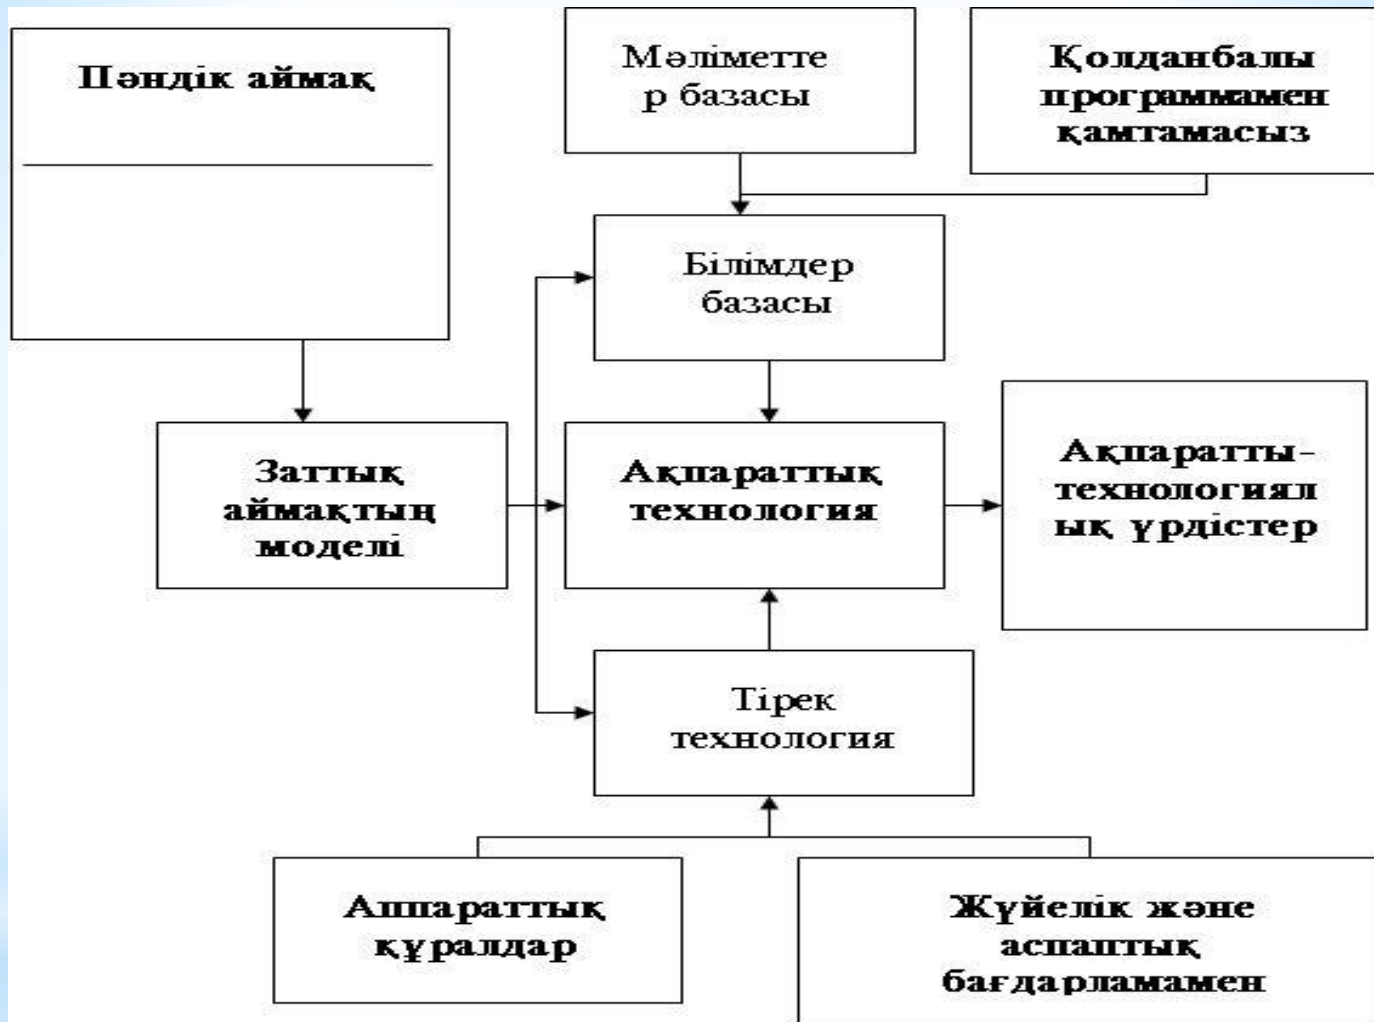 Пәндік аймақ
Мәліметте
р базасы
Қолданбалы
программамен
қамтамасыз
Білімдер
базасы
Заттық
аймақтың
моделі
Ақпараттық
технология
Ақпаратты-
технологиял
ық үрдістер
Тірек
технология
Аппараттық
құралдар
Жүйелік және
аспаптық
бағдарламамен